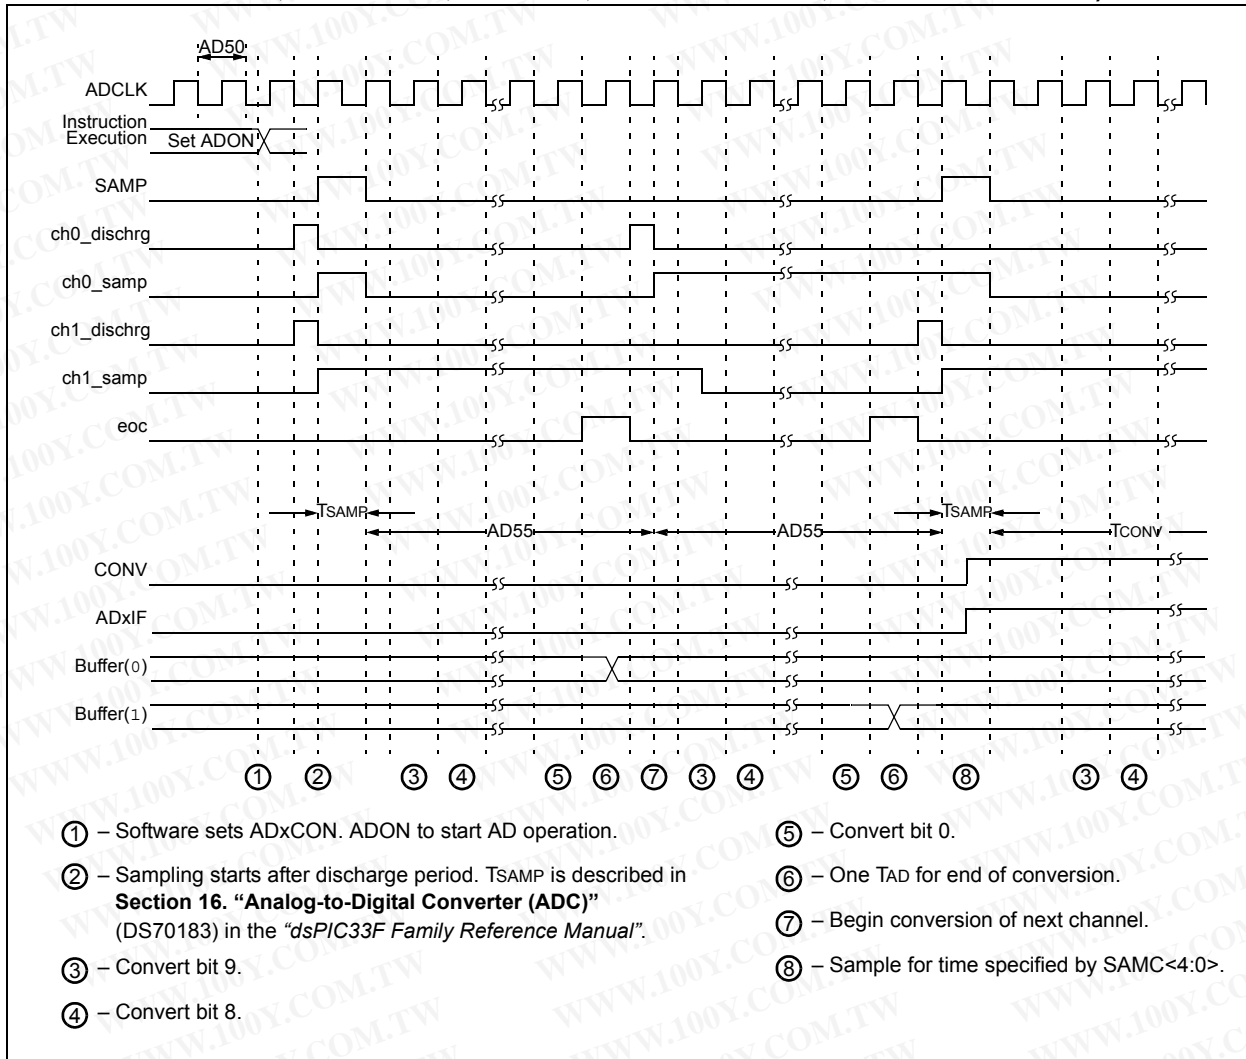 AD50
ADCLK
Instruction
Execution
Set ADON
SAMP
ch0_dischrg
ch0_samp
ch1_dischrg
ch1_samp
eoc
TSAMP
TSAMP
AD55
AD55
TCONV
CONV
ADxIF
Buffer(0)
Buffer(1)
1 2 3 4 5 6 7 3 4 5 6 8 3 4
1 – Software sets ADxCON. ADON to start AD operation.
2 – Sampling starts after discharge period. TSAMP is described in
Section 16. “Analog-to-Digital Converter (ADC)”
(DS70183) in the “dsPIC33F Family Reference Manual”.
3 – Convert bit 9.
4 – Convert bit 8.
5 – Convert bit 0.
6 – One TAD for end of conversion.
7 – Begin conversion of next channel.
8 – Sample for time specified by SAMC<4:0>.
WWW.100Y.COM.TW